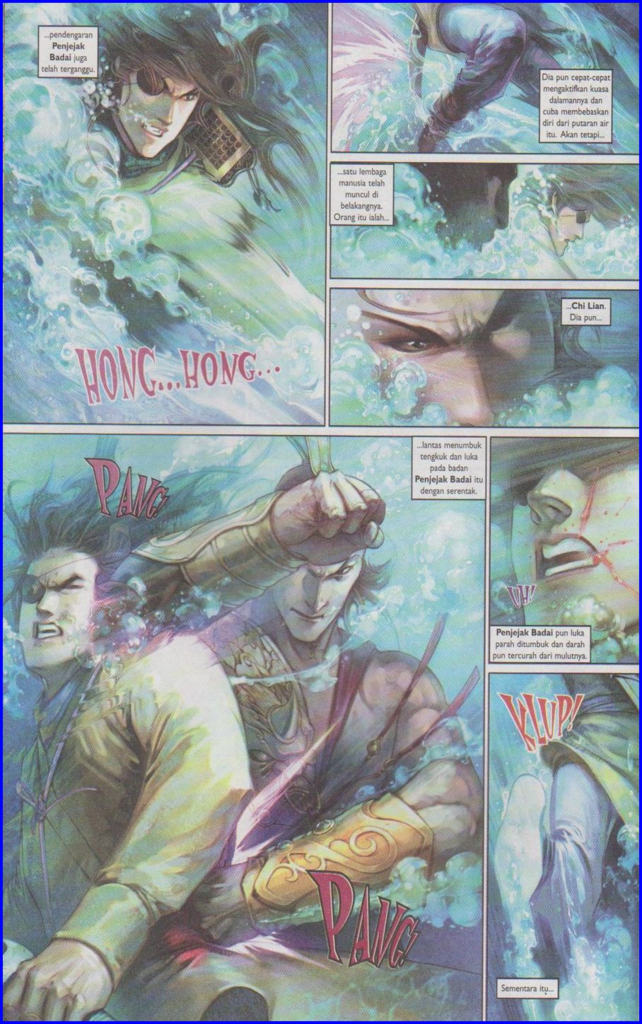 ...pendengaran
Penjejak
Badai juga
telah terganggu.
HONG...HONG...
Dia pun cepat-cepat
mengaktifkan kuasa
dalamannya dan
cuba membebaskan
diri dari putaran air
itu. Akan tetapi...
...satu lembaga
manusia telah
muncul di
belakangnya.
Orang itu ialah...
...Chi Lian.
Dia pun...
PANG!
...lantas menumbuk
tengkuk dan luka
pada badan
Penjejak Badai itu
dengan serentak.
PANG!
UH!
Penjejak Badai pun luka
parah ditumbuk dan darah
pun tercurah dari mulutnya.
KLUP!
Sementara itu...